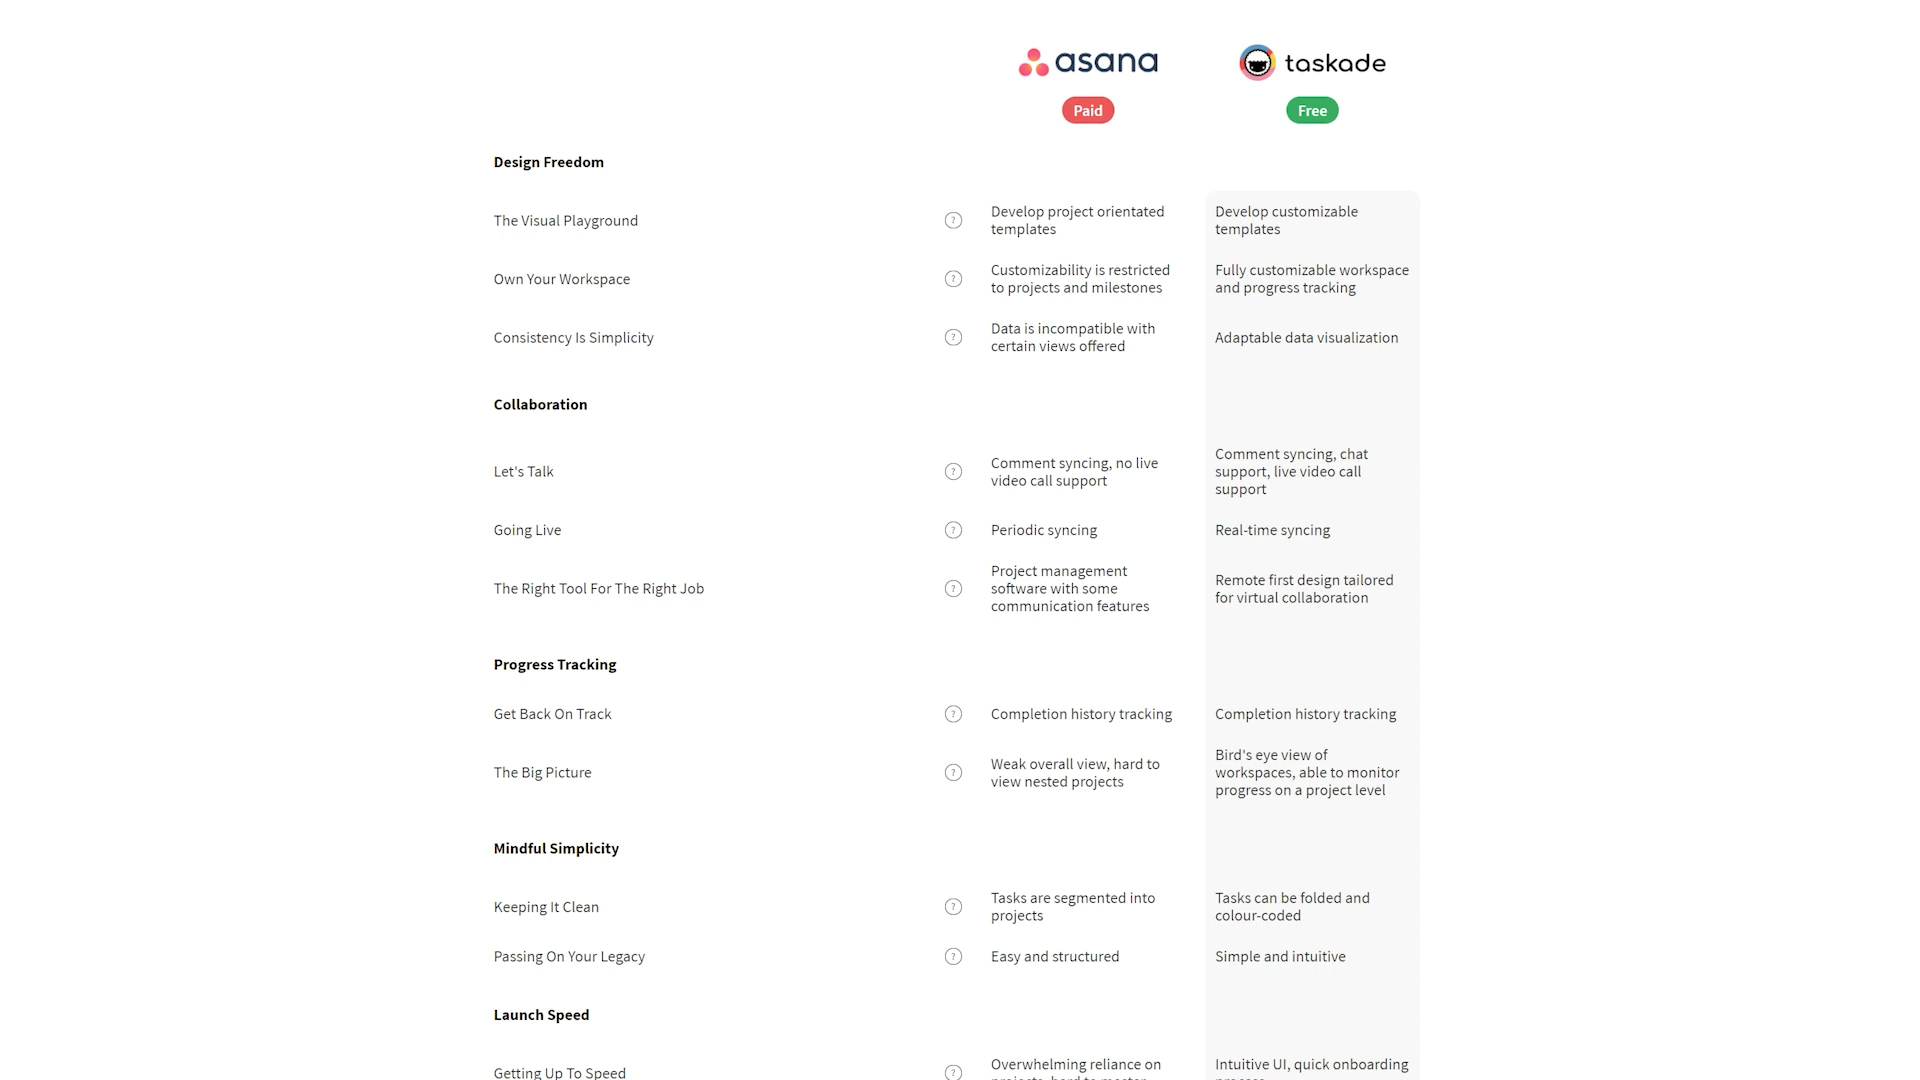 asana
taskade
Paid
Free
Design Freedom
The Visual Playground
?
Develop project orientated
templates
Develop customizable
templates
Own Your Workspace
?
Customizability is restricted
to projects and milestones
Fully customizable workspace
and progress tracking
Consistency Is Simplicity
?
Data is incompatible with
certain views offered
Adaptable data visualization
Collaboration
Let's Talk
?
Comment syncing, no live
video call support
Comment syncing, chat
support, live video call
support
Going Live
?
Periodic syncing
Real-time syncing
The Right Tool For The Right Job
?
Project management
software with some
communication features
Remote first design tailored
for virtual collaboration
Progress Tracking
Get Back On Track
?
Completion history tracking
Completion history tracking
The Big Picture
?
Weak overall view, hard to
view nested projects
Bird's eye view of
workspaces, able to monitor
progress on a project level
Mindful Simplicity
Keeping It Clean
?
Tasks are segmented into
projects
Tasks can be folded and
colour-coded
Passing On Your Legacy
?
Easy and structured
Simple and intuitive
Launch Speed
Getting Up To Speed
?
Overwhelming reliance on
Intuitive UI, quick onboarding